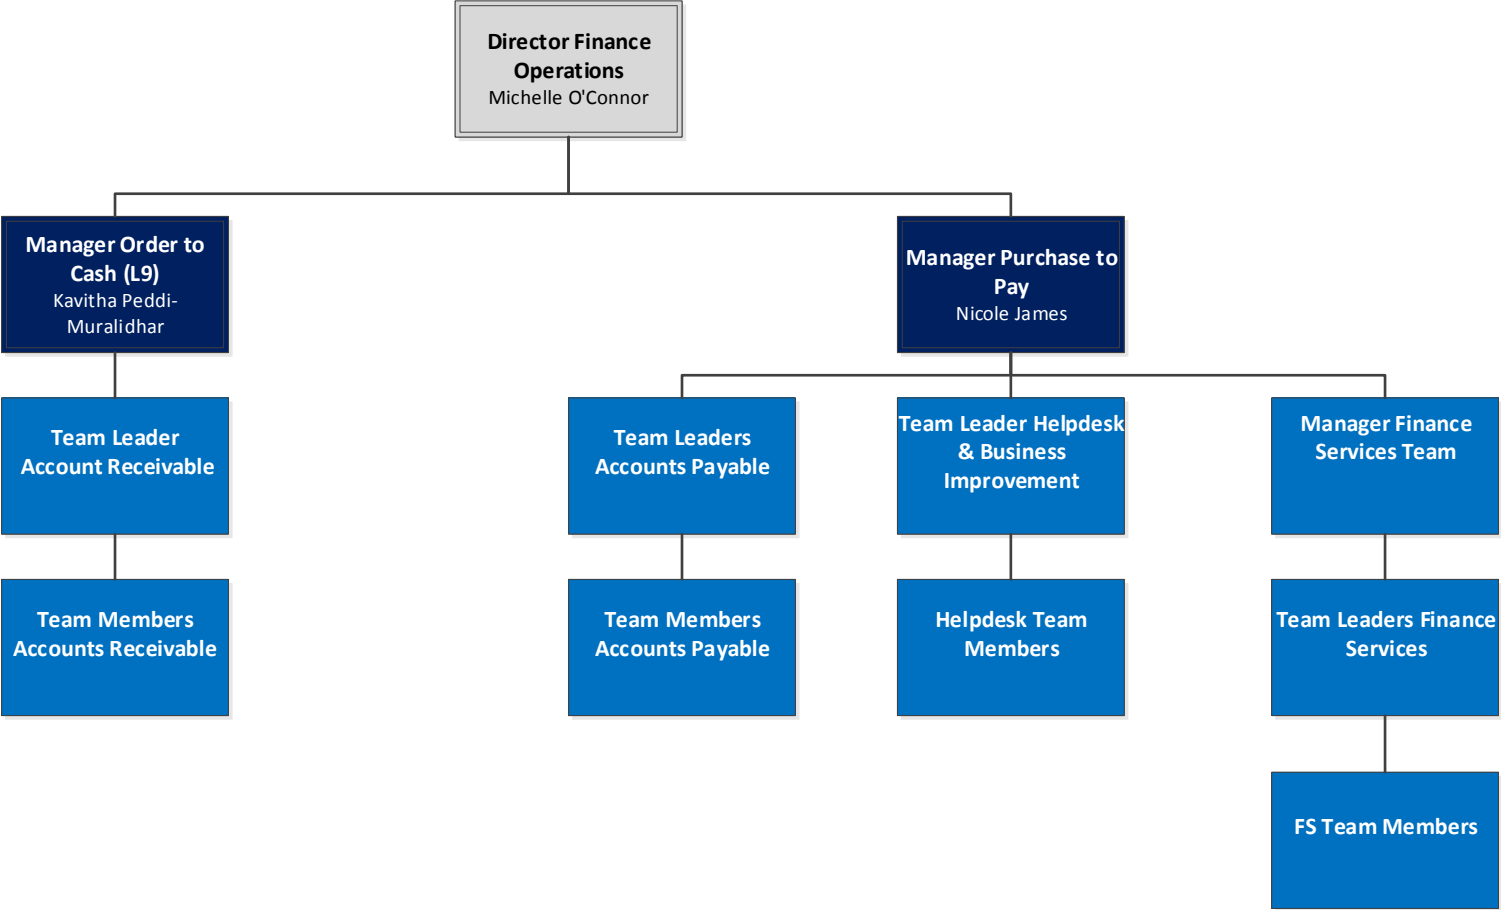 Director Finance
Operations
Michelle O'Connor
Manager Order to
Cash (L9)
Kavitha Peddi-
Muralidhar
Manager Purchase to
Pay
Nicole James
Team Leader
Account Receivable
Team Leaders
Accounts Payable
Team Leader Helpdesk
& Business
Improvement
Manager Finance
Services Team
Team Members
Accounts Receivable
Team Members
Accounts Payable
Helpdesk Team
Members
Team Leaders Finance
Services
FS Team Members